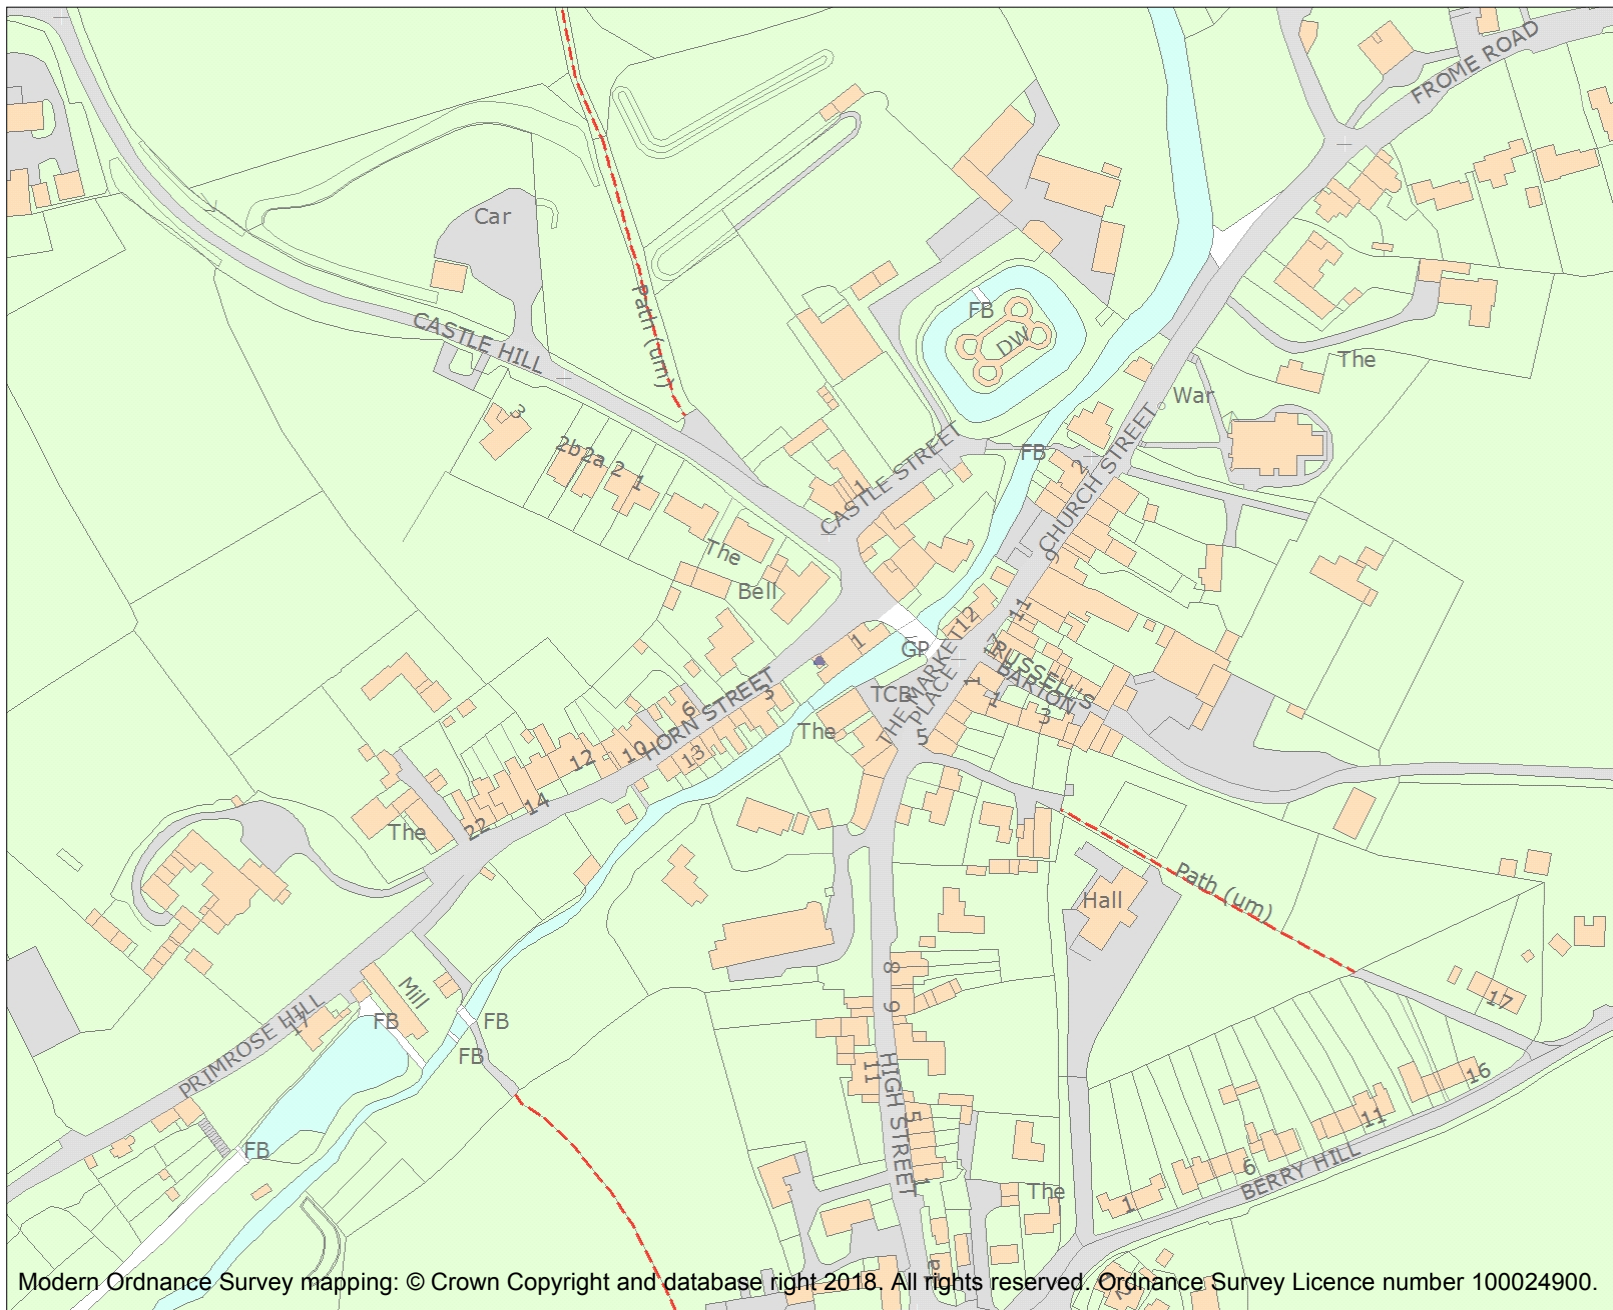 FROME ROAD
Car
CASTLE HILL
Path (um)
FB
DW
The
War
3
2b
2a
2
1
CASTLE STREET
1
FB
2
CHURCH STREET
9
The
Bell
11
12
1
GP
17
RUSSELL'S
BARTON
THE MARKET
PLACE
1
1
3
5
TCB
The
HORN STREET
3
6
10
12
13
14
22
The
Hall
Path (um)
8
9
11
HIGH STREET
5
1
Mill
FB
FB
FB
17
PRIMROSE HILL
FB
17
16
11
6
1
BERRY HILL
The
2
Modern Ordnance Survey mapping: © Crown Copyright and database right 2018. All rights reserved. Ordnance Survey Licence number 100024900.